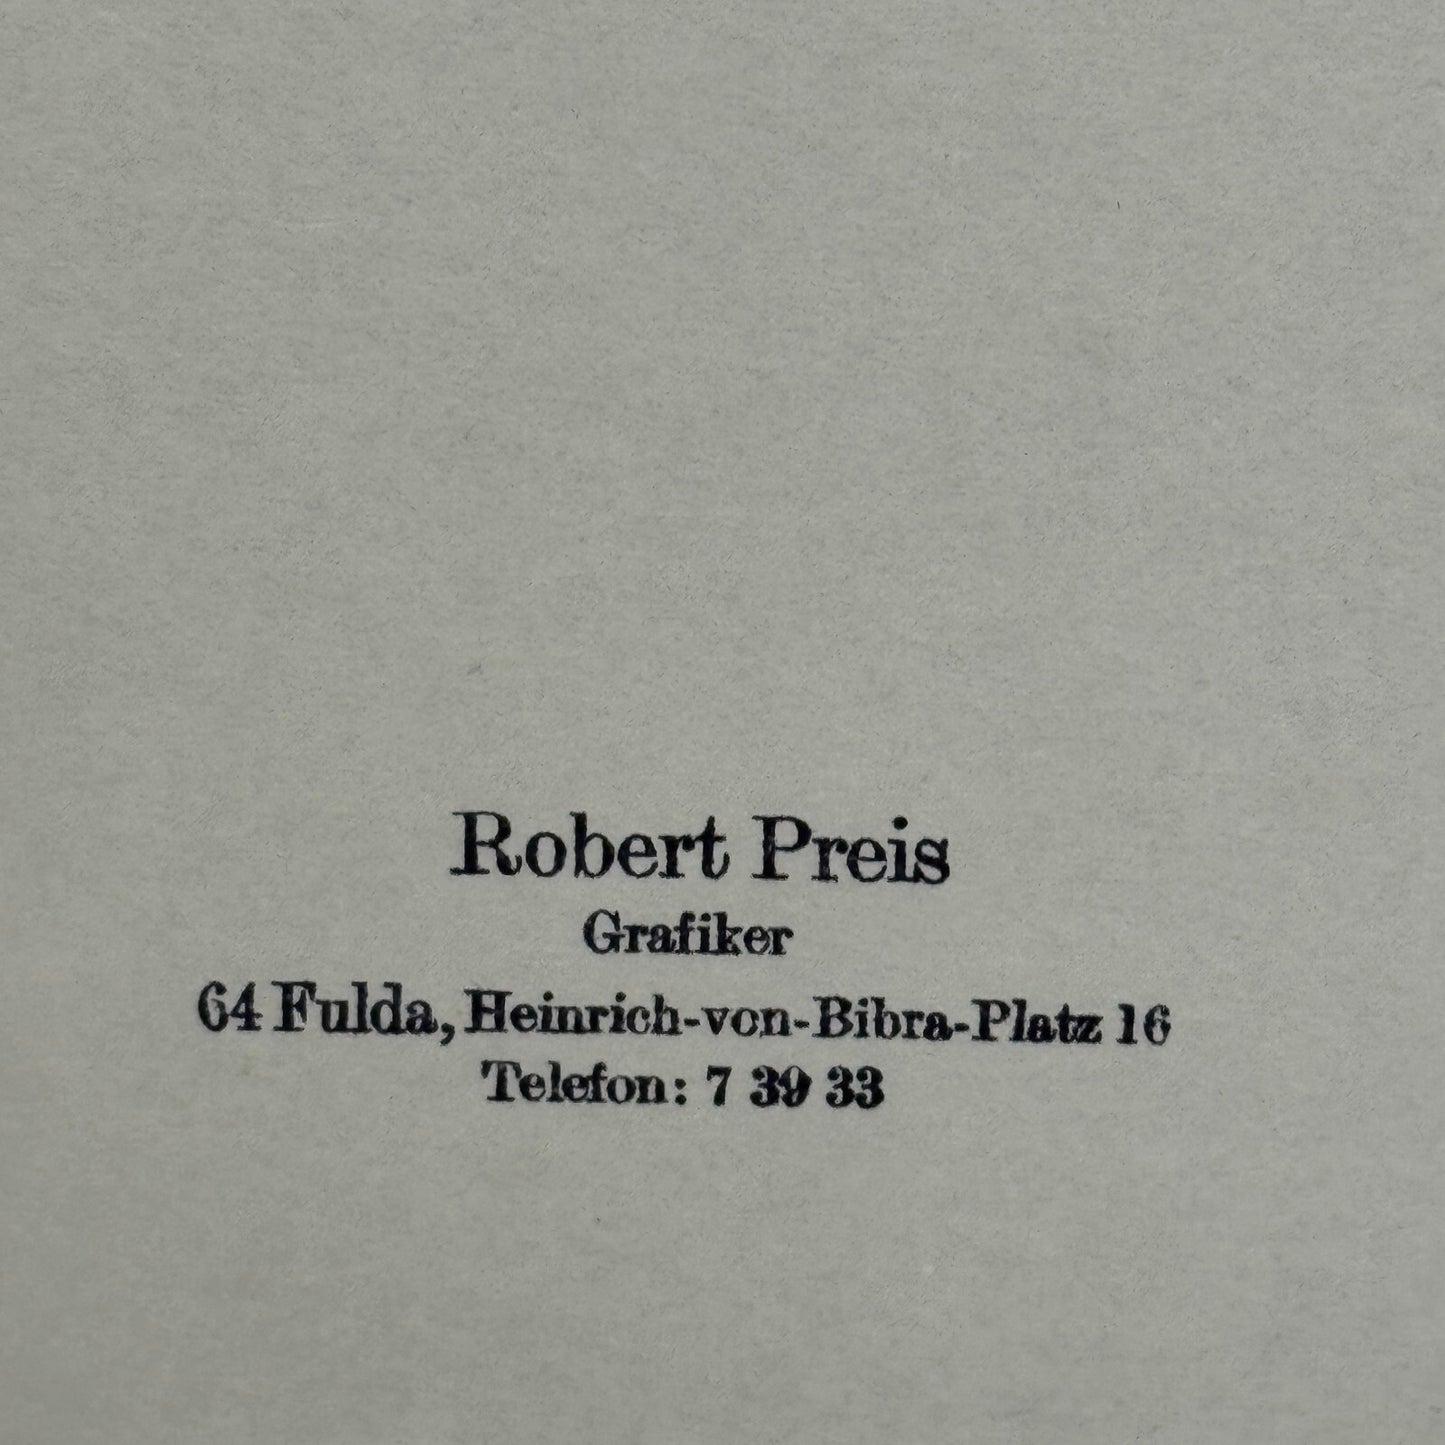 Robert Preis
Grafiker
64 Fulda, Heinrich-von-Bibra-Platz 16
Telefon: 7 39 33